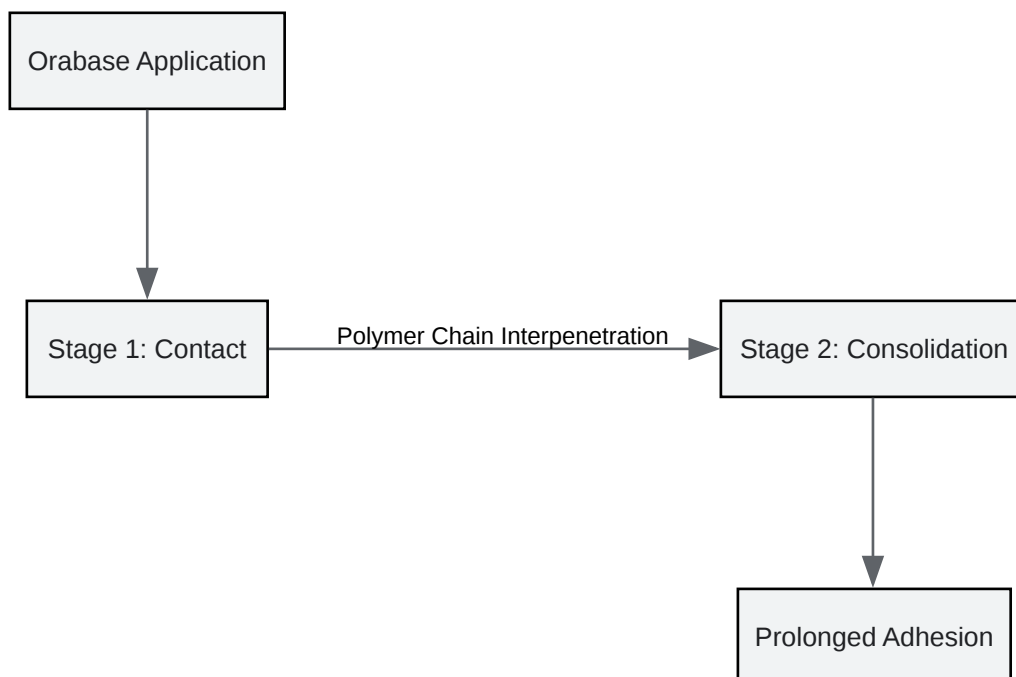 Orabase Application
Stage 1: Contact
Polymer Chain Interpenetration
Stage 2: Consolidation
Prolonged Adhesion